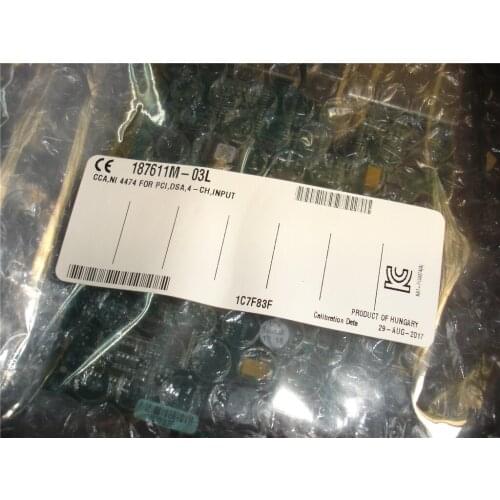 CE 187611M-03L
CCA,NI 4474 FOR PCI,DSA,4-CH,INPUT
1C7F83F
PRODUCT OF HUNGARY
Calibration Date 29-AUG-2017